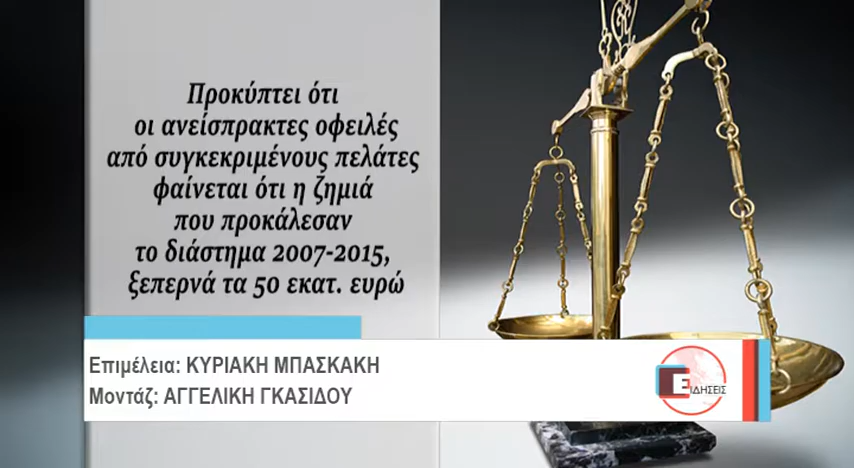 Προκύπτει ότι
οι ανείσπρακτες οφειλές
από συγκεκριμένους πελάτες
φαίνεται ότι η ζημιά
που προκάλεσαν
το διάστημα 2007-2015,
ξεπερνά τα 50 εκατ. ευρώ
Επιμέλεια: ΚΥΡΙΑΚΗ ΜΠΑΣΚΑΚΗ
Μοντάζ: ΑΓΓΕΛΙΚΗ ΓΚΑΣΙΔΟΥ
ΕΙΔΗΣΕΙΣ